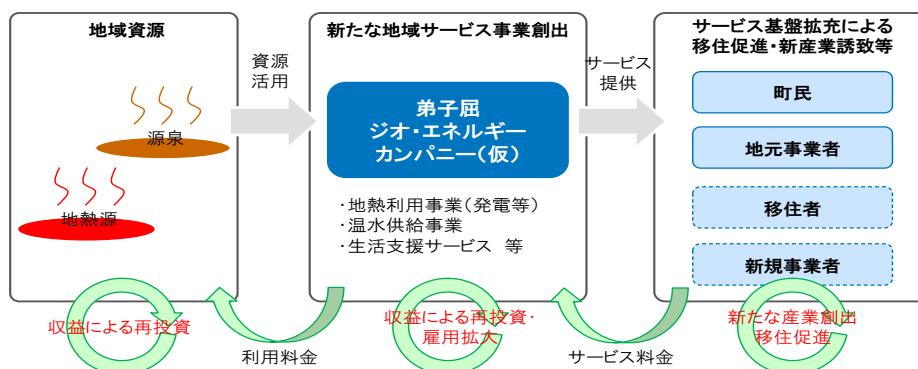 地域資源
源泉
地熱源
資源
活用
新たな地域サービス事業創出
弟子屈
ジオ・エネルギー
カンパニー(仮)
・地熱利用事業(発電等)
・温水供給事業
・生活支援サービス 等
サービス
提供
サービス基盤拡充による
移住促進・新産業誘致等
町民
地元事業者
移住者
新規事業者
収益による再投資
利用料金
収益による再投資・
雇用拡大
サービス料金
新たな産業創出
移住促進